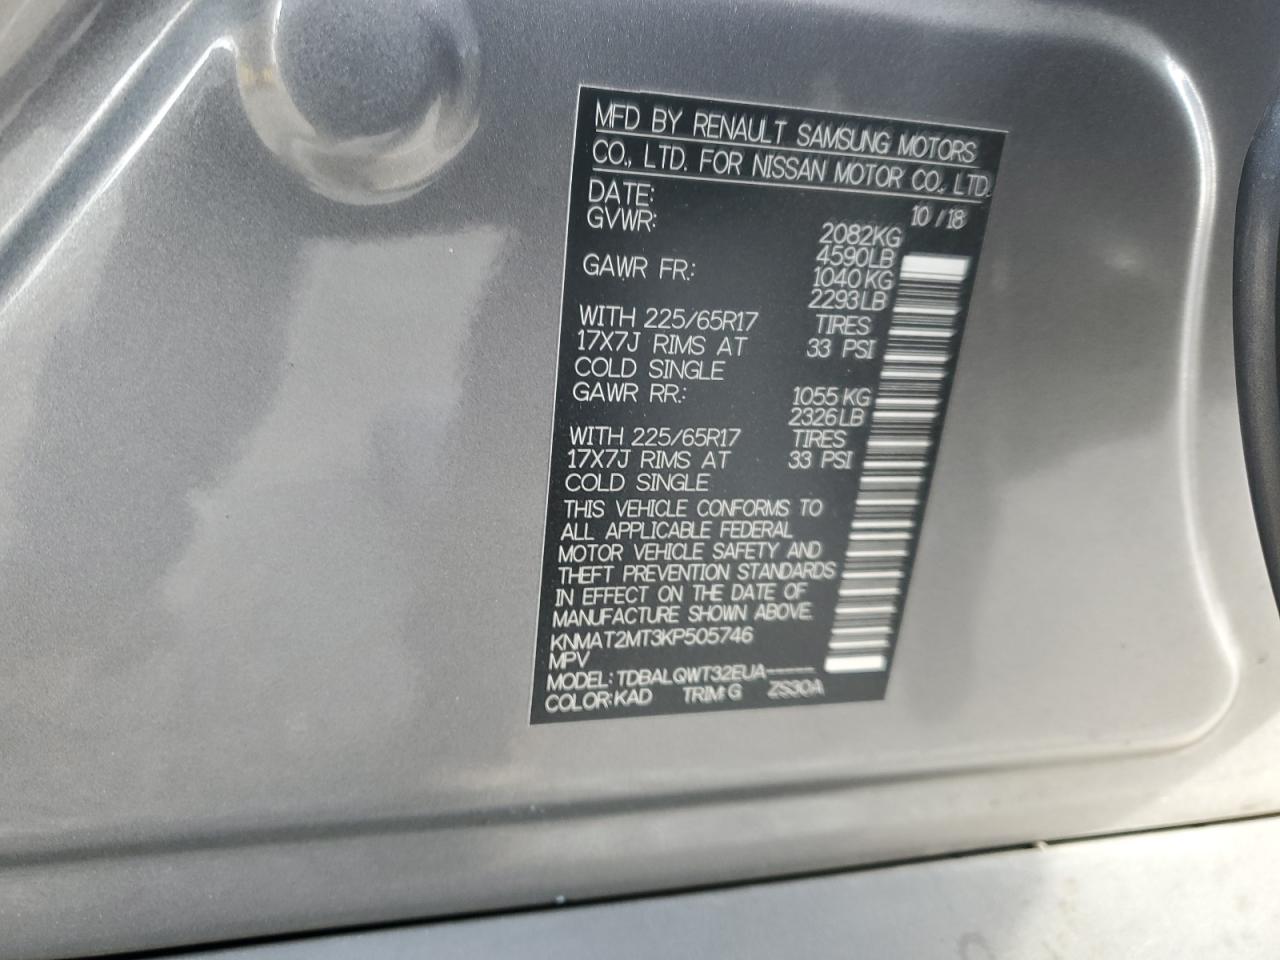 MFD BY RENAULT SAMSUNG MOTORS
CO., LTD. FOR NISSAN MOTOR CO., LTD.
DATE: 10 / 18
GVWR: 2082KG
4590LB
GAWR FR: 1040KG
2293LB
WITH 225/65R17 TIRES
17X7J RIMS AT 33 PSI
COLD SINGLE
GAWR RR: 1055KG
2326LB
WITH 225/65R17 TIRES
17X7J RIMS AT 33 PSI
COLD SINGLE
THIS VEHICLE CONFORMS TO
ALL APPLICABLE FEDERAL
MOTOR VEHICLE SAFETY AND
THEFT PREVENTION STANDARDS
IN EFFECT ON THE DATE OF
MANUFACTURE SHOWN ABOVE.
KNMAT2MT3KP505746
MPV
MODEL: TDBALQWT32EUA-----
COLOR:KAD TRIM:G ZS30A